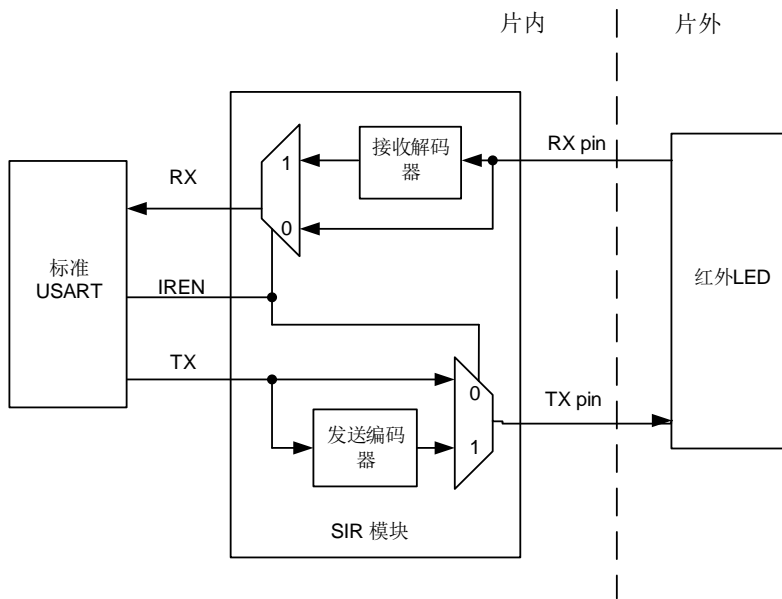 片内
片外
接收解码
器
RX pin
1
RX
0
标准
USART
IREN
红外LED
TX
0
TX pin
发送编码
器
1
SIR 模块